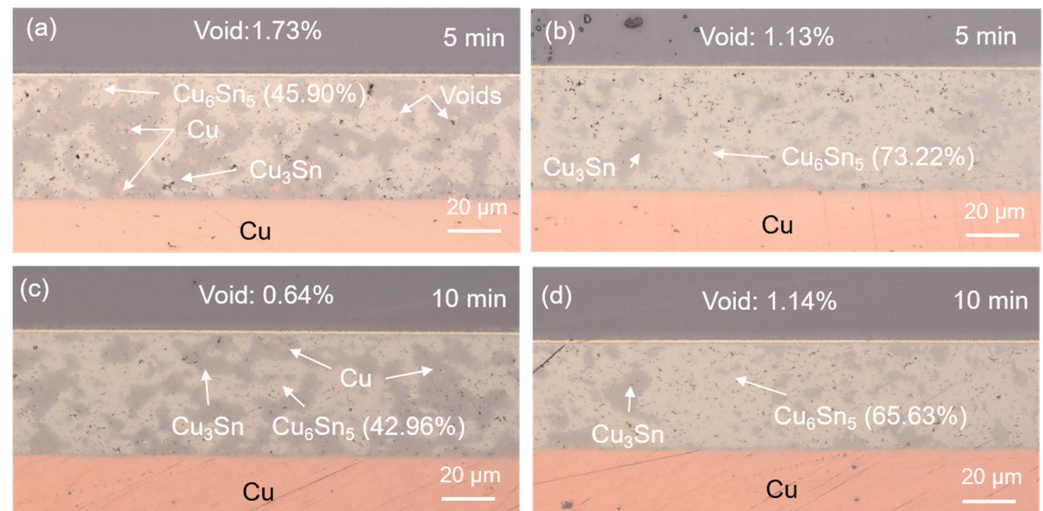 (a) Void:1.73% 5 min
Cu₆Sn₅ (45.90%) Voids
Cu
Cu₃Sn
20 µm
Cu
(b) Void: 1.13% 5 min
Cu₃Sn Cu₆Sn₅ (73.22%)
20 µm
Cu
(c) Void: 0.64% 10 min
Cu
Cu₃Sn Cu₆Sn₅ (42.96%)
20 µm
Cu
(d) Void: 1.14% 10 min
Cu₆Sn₅ (65.63%)
Cu₃Sn
20 µm
Cu